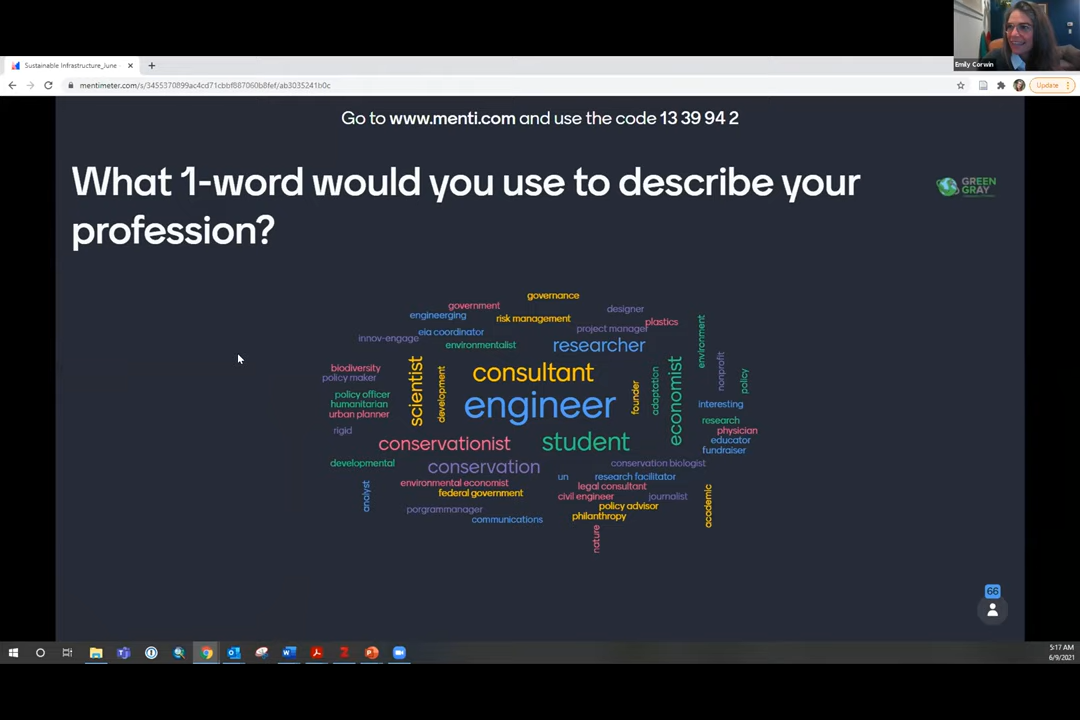 Emily Corwin
Sustainable Infrastructure_June
mentimeter.com/s/3455370899ac4cd71cbbf887060b8fef/ab3035241b0c
Update
Go to www.menti.com and use the code 13 39 94 2
What 1-word would you use to describe your
profession?
GREEN
GRAY
governance
government
designer
engineerging
risk management
plastics
project manager
eia coordinator
innov-engage
environmentalist
researcher
environment
biodiversity
policy maker
scientist
development
consultant
founder
adaptation
economist
nonprofit
policy
policy officer
humanitarian
urban planner
engineer
interesting
rigid
research
physician
educator
fundraiser
conservationist
student
developmental
conservation
conservation biologist
analyst
environmental economist
federal government
un
research facilitator
legal consultant
civil engineer
journalist
academic
policy advisor
porgrammanager
communications
philanthropy
nature
66
5:17 AM
6/9/2021